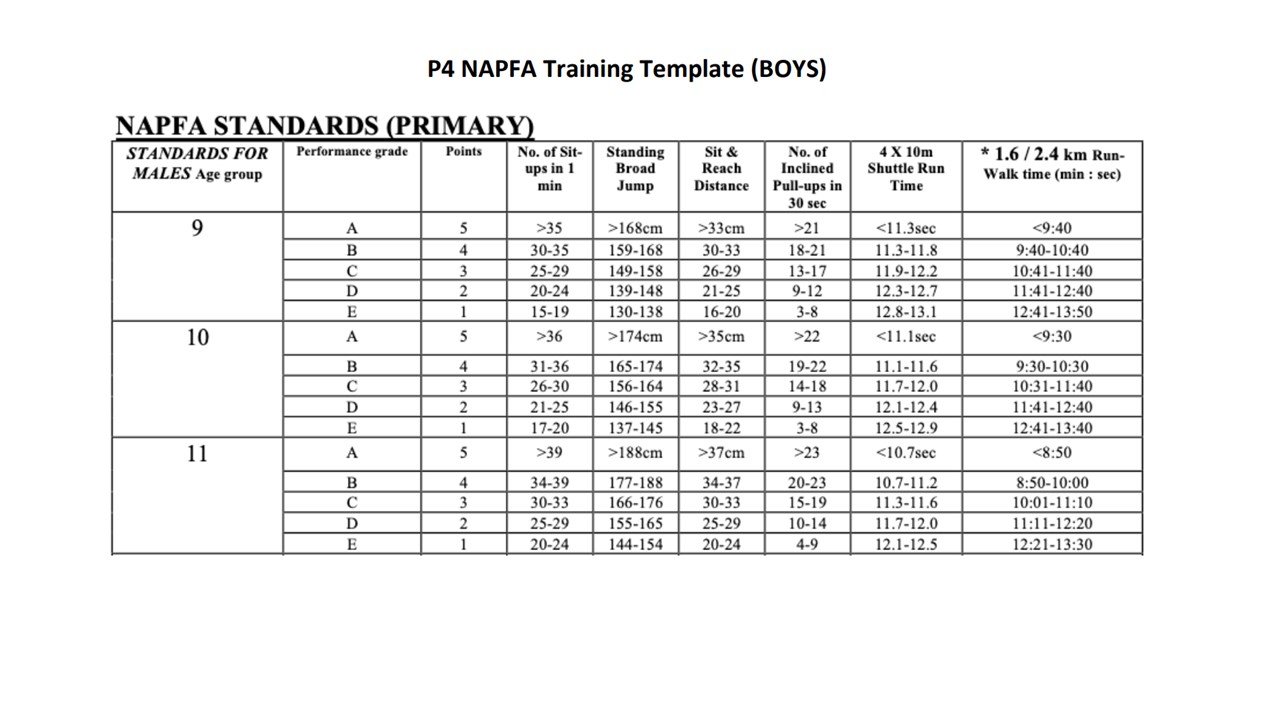 P4 NAPFA Training Template (BOYS)
NAPFA STANDARDS (PRIMARY)
STANDARDS FOR MALES Age group Performance grade Points No. of Sit-ups in 1 min Standing Broad Jump Sit & Reach Distance No. of Inclined Pull-ups in 30 sec 4 X 10m Shuttle Run Time * 1.6 / 2.4 km Run-Walk time (min : sec)
9 A 5 >35 >168cm >33cm >21 <11.3sec <9:40
B 4 30-35 159-168 30-33 18-21 11.3-11.8 9:40-10:40
C 3 25-29 149-158 26-29 13-17 11.9-12.2 10:41-11:40
D 2 20-24 139-148 21-25 9-12 12.3-12.7 11:41-12:40
E 1 15-19 130-138 16-20 3-8 12.8-13.1 12:41-13:50
10 A 5 >36 >174cm >35cm >22 <11.1sec <9:30
B 4 31-36 165-174 32-35 19-22 11.1-11.6 9:30-10:30
C 3 26-30 156-164 28-31 14-18 11.7-12.0 10:31-11:40
D 2 21-25 146-155 23-27 9-13 12.1-12.4 11:41-12:40
E 1 17-20 137-145 18-22 3-8 12.5-12.9 12:41-13:40
11 A 5 >39 >188cm >37cm >23 <10.7sec <8:50
B 4 34-39 177-188 34-37 20-23 10.7-11.2 8:50-10:00
C 3 30-33 166-176 30-33 15-19 11.3-11.6 10:01-11:10
D 2 25-29 155-165 25-29 10-14 11.7-12.0 11:11-12:20
E 1 20-24 144-154 20-24 4-9 12.1-12.5 12:21-13:30